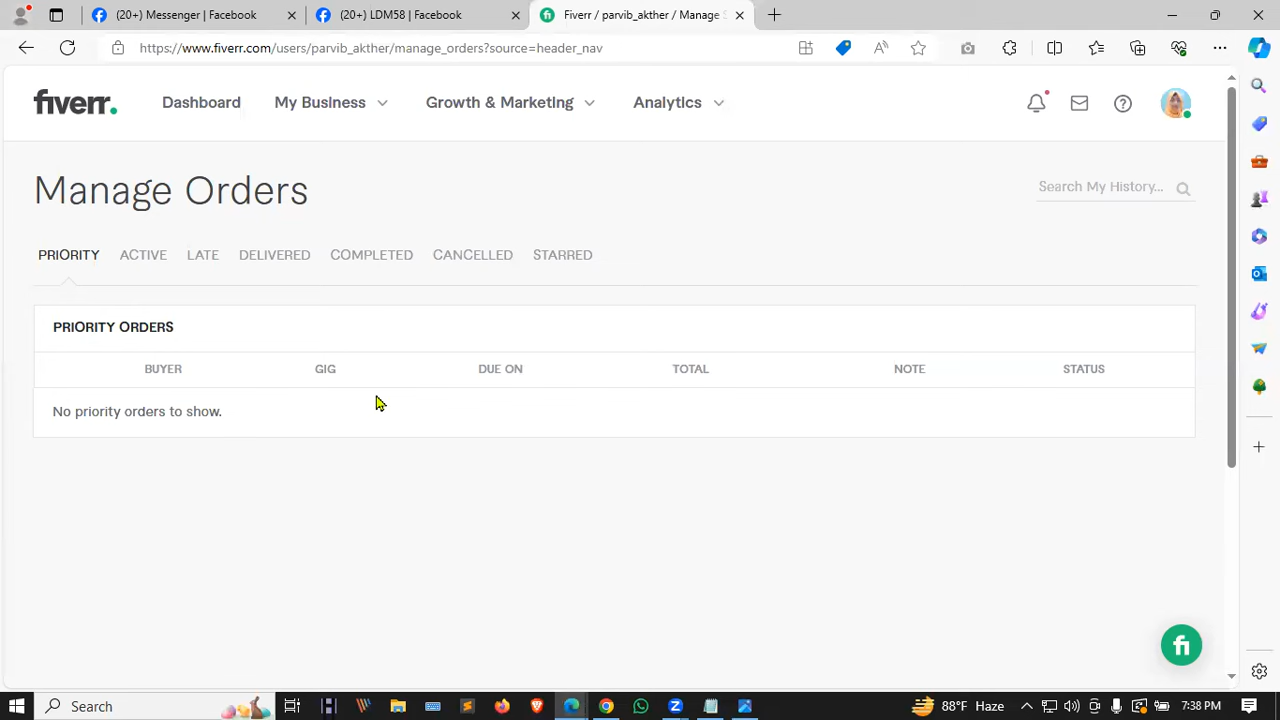 (20+) Messenger | Facebook
(20+) LDM58 | Facebook
Fiverr / parvib_akther / Manage
https://www.fiverr.com/users/parvib_akther/manage_orders?source=header_nav
fiverr.
Dashboard
My Business
Growth & Marketing
Analytics
Manage Orders
Search My History...
PRIORITY
ACTIVE
LATE
DELIVERED
COMPLETED
CANCELLED
STARRED
PRIORITY ORDERS
BUYER
GIG
DUE ON
TOTAL
NOTE
STATUS
No priority orders to show.
fi
Search
88°F Haze
7:38 PM